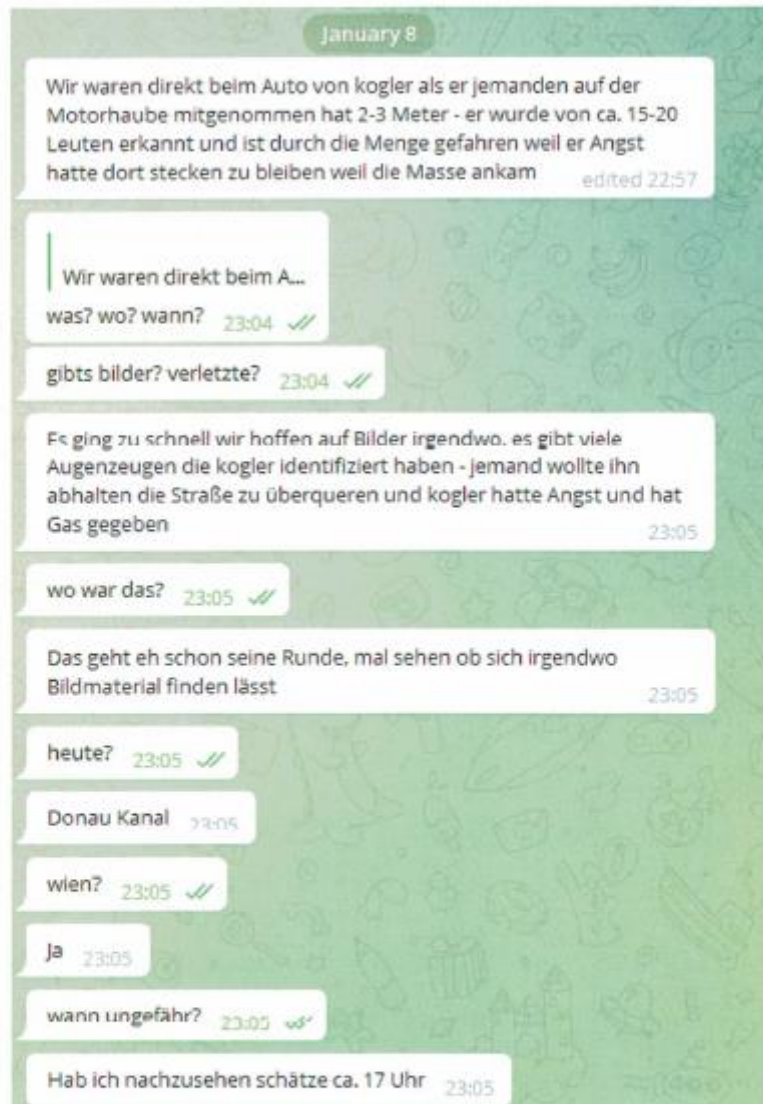 January 8
Wir waren direkt beim Auto von kogler als er jemanden auf der
Motorhaube mitgenommen hat 2-3 Meter - er wurde von ca. 15-20
Leuten erkannt und ist durch die Menge gefahren weil er Angst
hatte dort stecken zu bleiben weil die Masse ankam edited 22:57
Wir waren direkt beim A...
was? wo? wann? 23:04
gibts bilder? verletzte? 23:04
Es ging zu schnell wir hoffen auf Bilder irgendwo. es gibt viele
Augenzeugen die kogler identifiziert haben - jemand wollte ihn
abhalten die Straße zu überqueren und kogler hatte Angst und hat
Gas gegeben 23:05
wo war das? 23:05
Das geht eh schon seine Runde, mal sehen ob sich irgendwo
Bildmaterial finden lässt 23:05
heute? 23:05
Donau Kanal 23:05
wien? 23:05
Ja 23:05
wann ungefähr? 23:05
Hab ich nachzusehen schätze ca. 17 Uhr 23:05